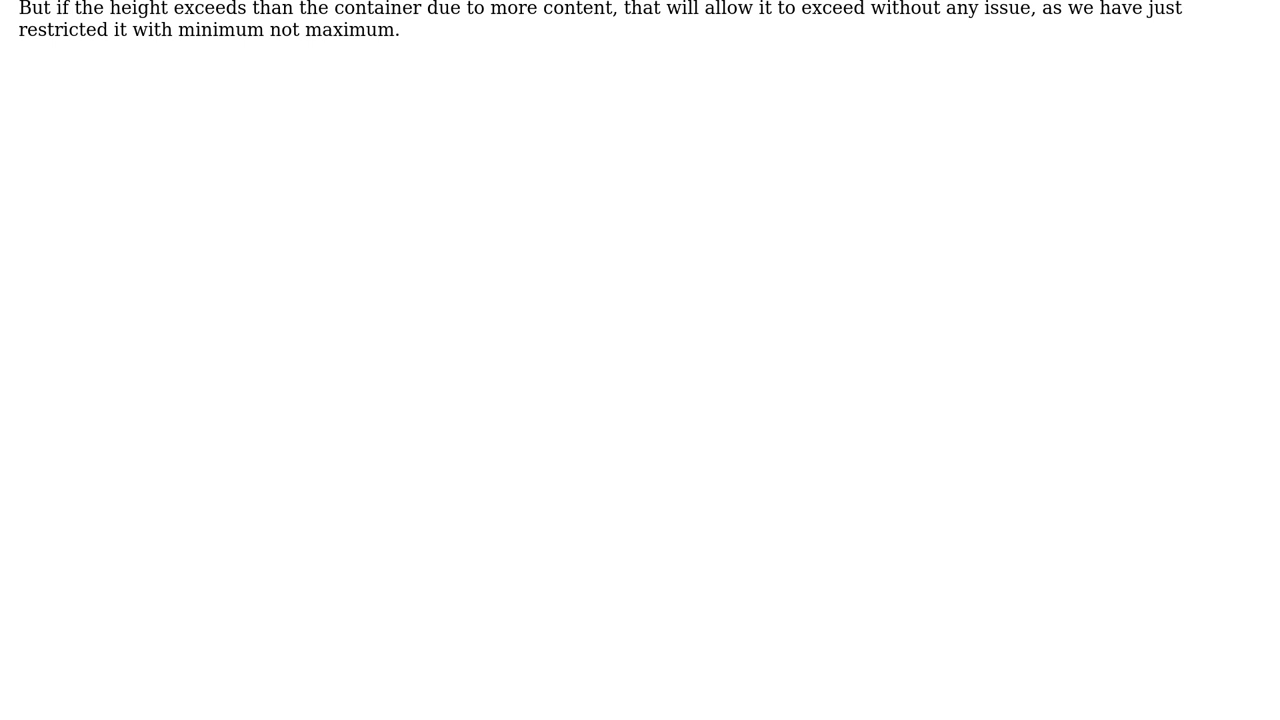 But if the height exceeds than the container due to more content, that will allow it to exceed without any issue, as we have just
restricted it with minimum not maximum.